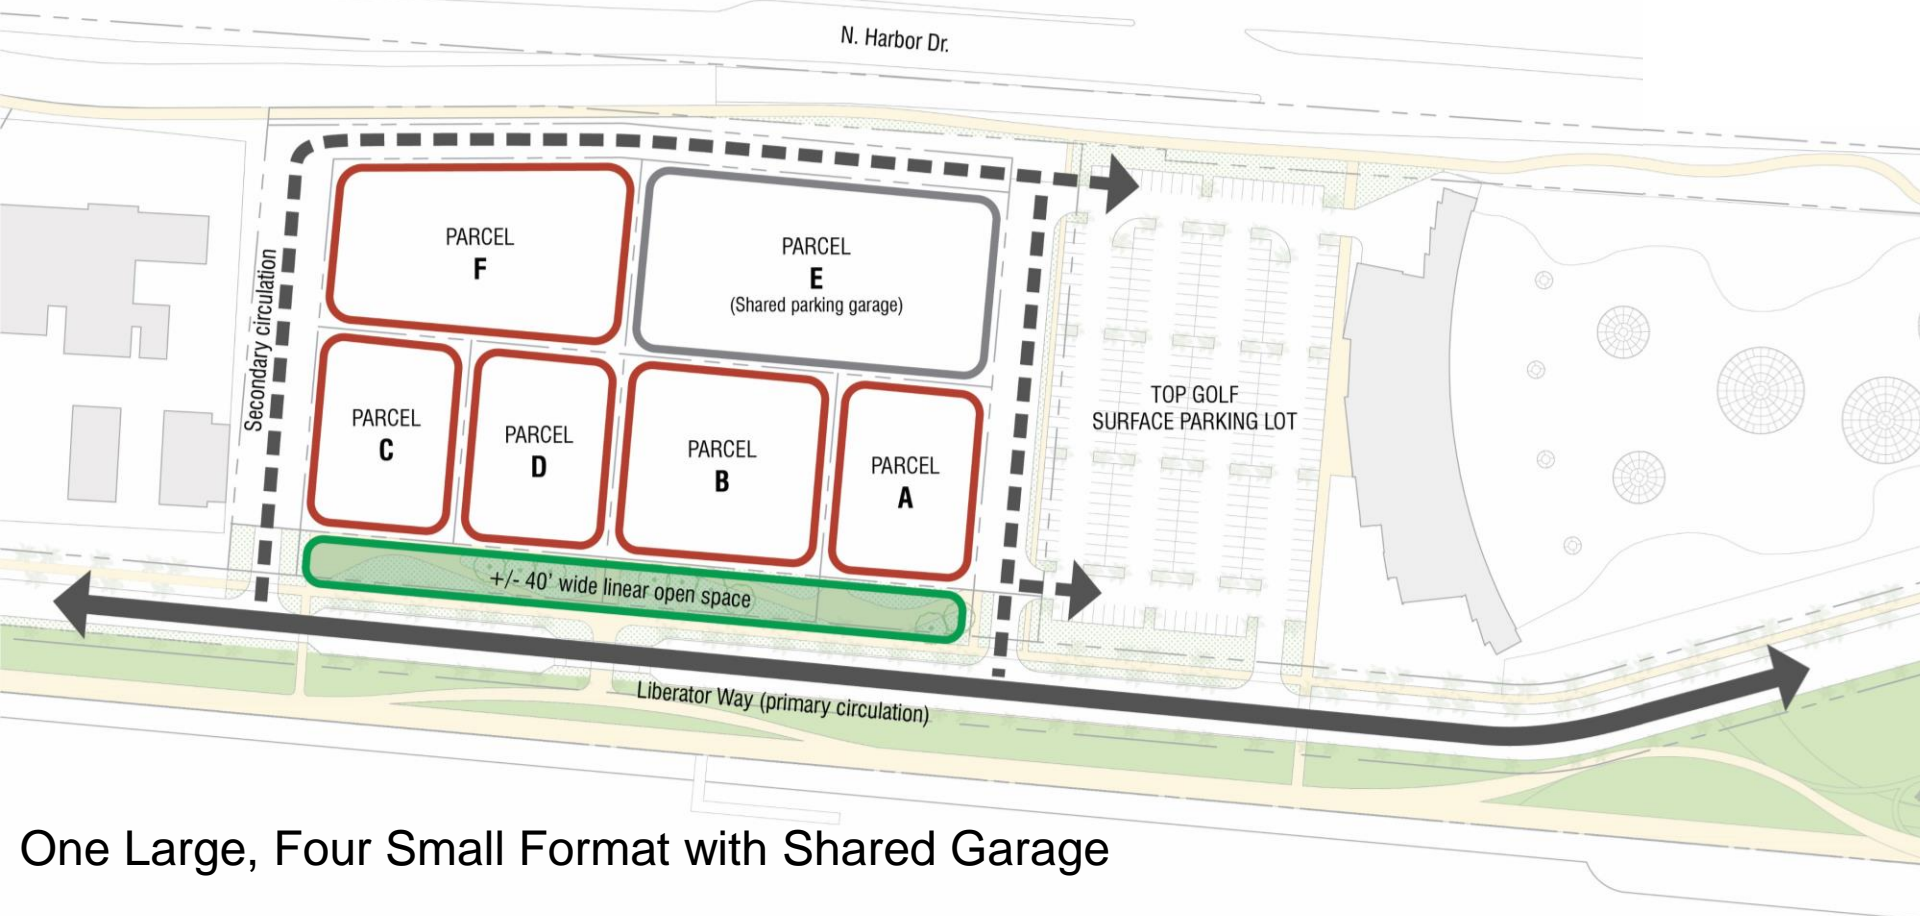 N. Harbor Dr.
PARCEL
F
PARCEL
E
(Shared parking garage)
Secondary circulation
PARCEL
C
PARCEL
D
PARCEL
B
PARCEL
A
TOP GOLF
SURFACE PARKING LOT
+/- 40' wide linear open space
Liberator Way (primary circulation)
One Large, Four Small Format with Shared Garage